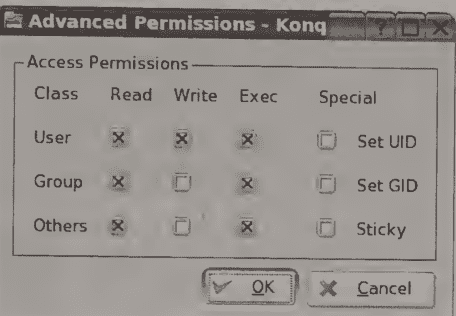 Advanced Permissions - Konq
Access Permissions
Class Read Write Exec Special
User Set UID
Group Set GID
Others Sticky
OK Cancel